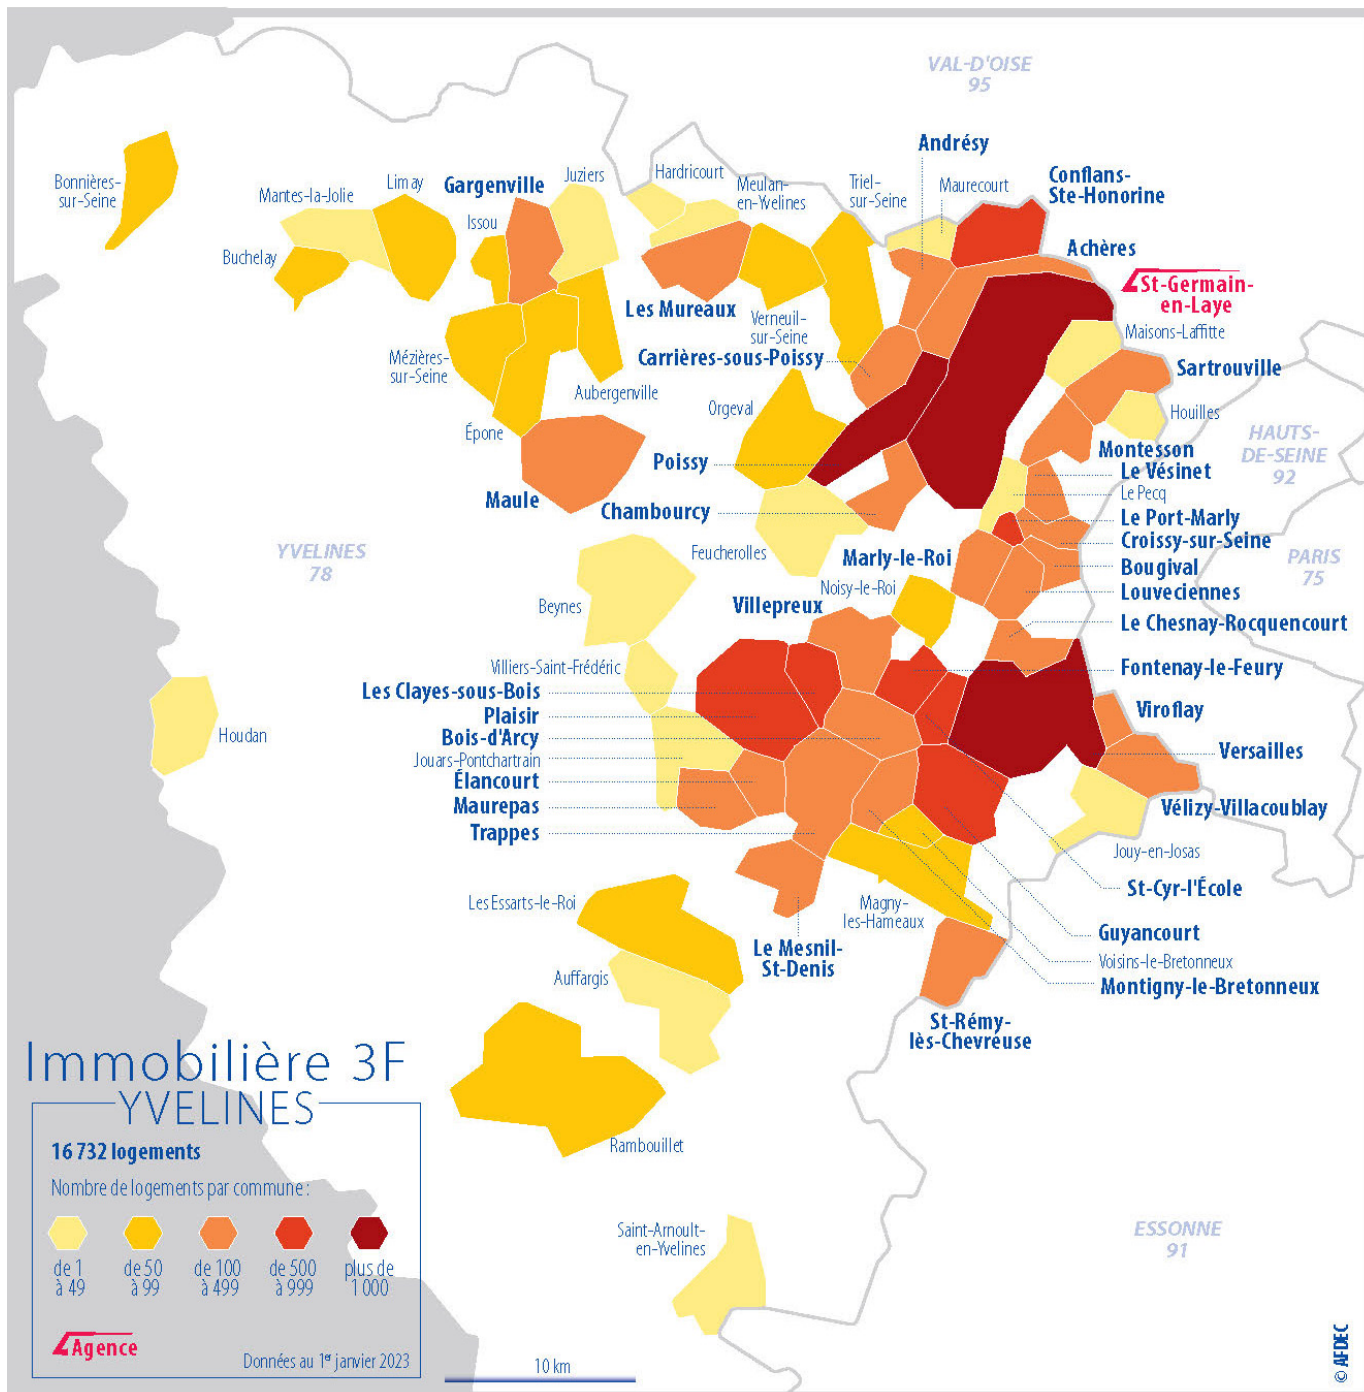 VAL-D'OISE
95
Andrésy
Conflans-
Ste-Honorine
Bonnières-
sur-Seine
Mantes-la-Jolie
Limay
Gargenville
Juziers
Hardricourt
Meulan-
en-Yvelines
Triel-
sur-Seine
Maurecourt
Issou
Buchelay
Achères
St-Germain-
en-Laye
Les Mureaux
Verneuil-
sur-Seine
Maisons-Laffitte
Mézières-
sur-Seine
Carrières-sous-Poissy
Sartrouville
Aubergenville
Orgeval
Houilles
Épone
HAUTS-
DE-SEINE
92
Montesson
Poissy
Le Vésinet
Le Pecq
Maule
Chambourcy
Le Port-Marly
Croissy-sur-Seine
YVELINES
78
Feucherolles
Marly-le-Roi
Bougival
PARIS
75
Noisy-le-Roi
Louveciennes
Beynes
Villepreux
Le Chesnay-Rocquencourt
Villiers-Saint-Frédéric
Fontenay-le-Feury
Les Clayes-sous-Bois
Plaisir
Viroflay
Houdan
Bois-d'Arcy
Versailles
Jouars-Pontchartrain
Élancourt
Maurepas
Vélizy-Villacoublay
Trappes
Jouy-en-Josas
St-Cyr-l'École
Les Essarts-le-Roi
Magny-
les-Hameaux
Guyancourt
Le Mesnil-
St-Denis
Voisins-le-Bretonneux
Auffargis
Montigny-le-Bretonneux
St-Rémy-
lès-Chevreuse
Immobilière 3F
YVELINES
16 732 logements
Rambouillet
Nombre de logements par commune :
de 1
à 49
de 50
à 99
de 100
à 499
de 500
à 999
plus de
1 000
Saint-Arnoult-
en-Yvelines
ESSONNE
91
Agence
Données au 1er janvier 2023
10 km
© AFDEC